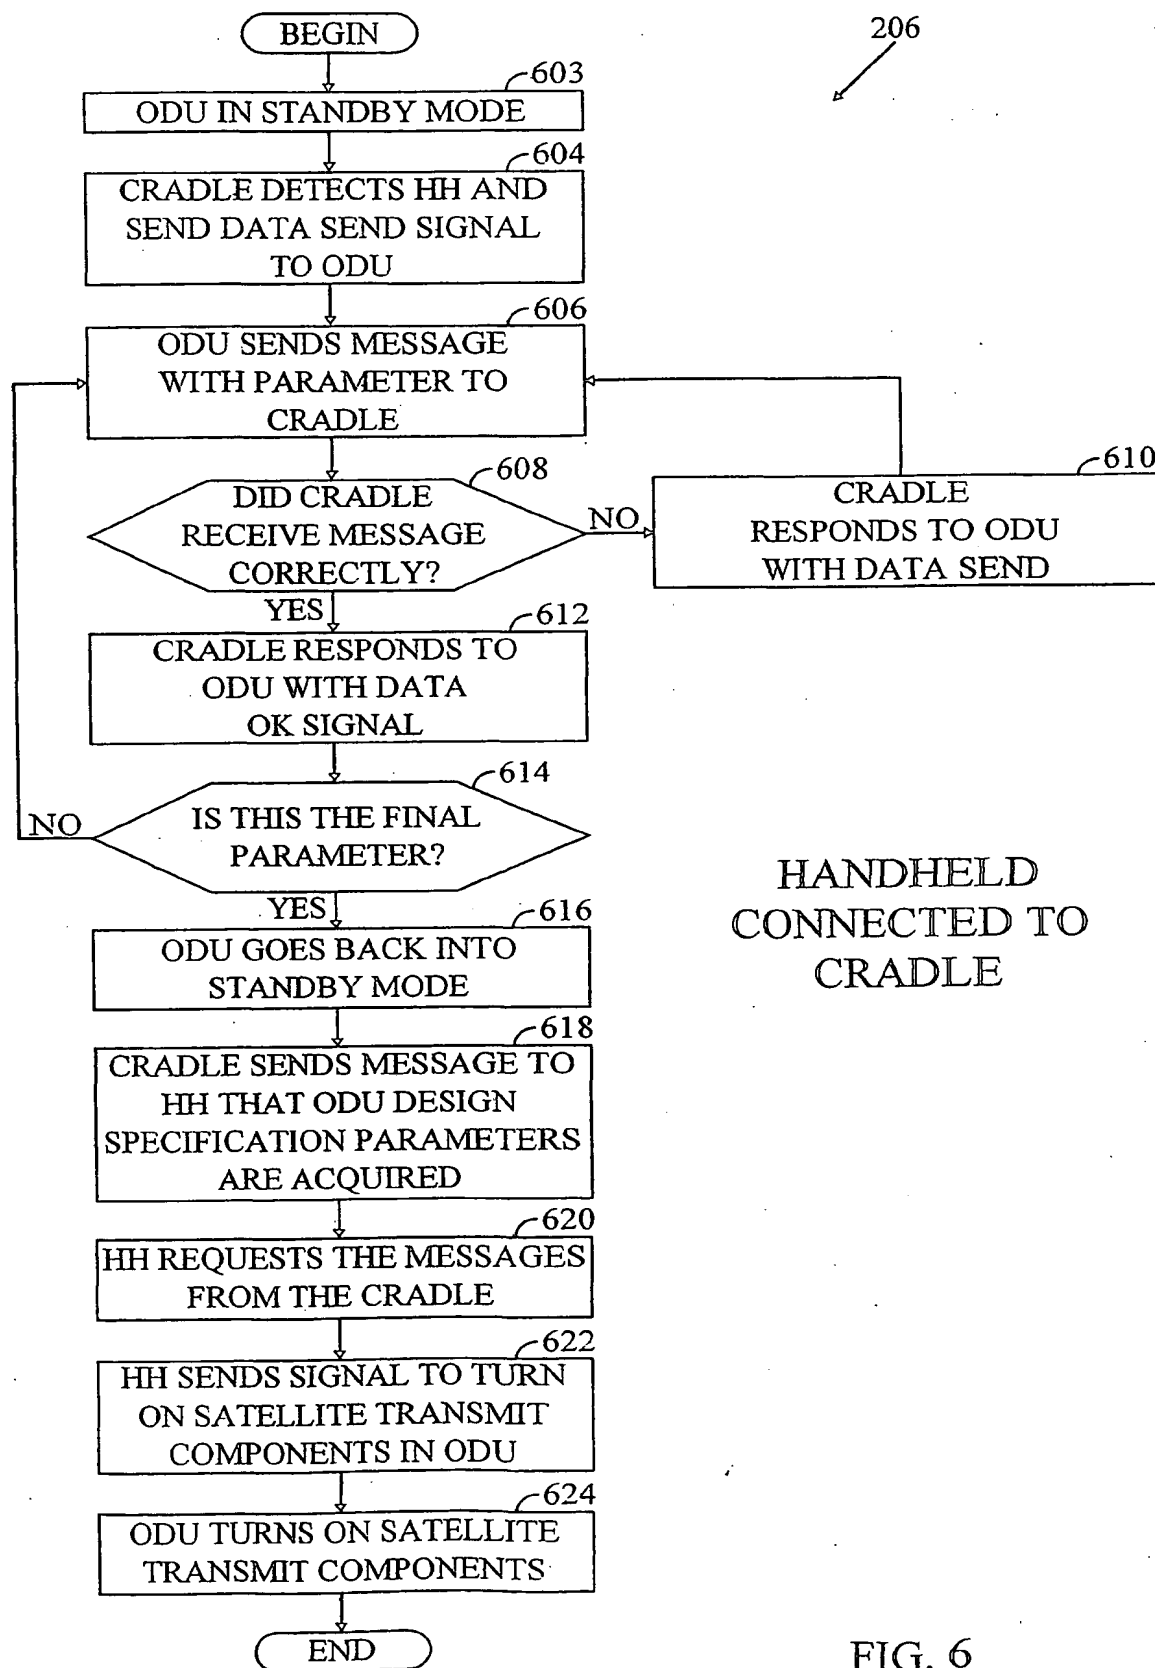 BEGIN
206
603
ODU IN STANDBY MODE
604
CRADLE DETECTS HH AND
SEND DATA SEND SIGNAL
TO ODU
606
ODU SENDS MESSAGE
WITH PARAMETER TO
CRADLE
608
DID CRADLE
RECEIVE MESSAGE
CORRECTLY?
NO
610
CRADLE
RESPONDS TO ODU
WITH DATA SEND
YES
612
CRADLE RESPONDS TO
ODU WITH DATA
OK SIGNAL
614
IS THIS THE FINAL
PARAMETER?
NO
YES
616
ODU GOES BACK INTO
STANDBY MODE
618
CRADLE SENDS MESSAGE TO
HH THAT ODU DESIGN
SPECIFICATION PARAMETERS
ARE ACQUIRED
620
HH REQUESTS THE MESSAGES
FROM THE CRADLE
622
HH SENDS SIGNAL TO TURN
ON SATELLITE TRANSMIT
COMPONENTS IN ODU
624
ODU TURNS ON SATELLITE
TRANSMIT COMPONENTS
END
HANDHELD
CONNECTED TO
CRADLE
FIG. 6